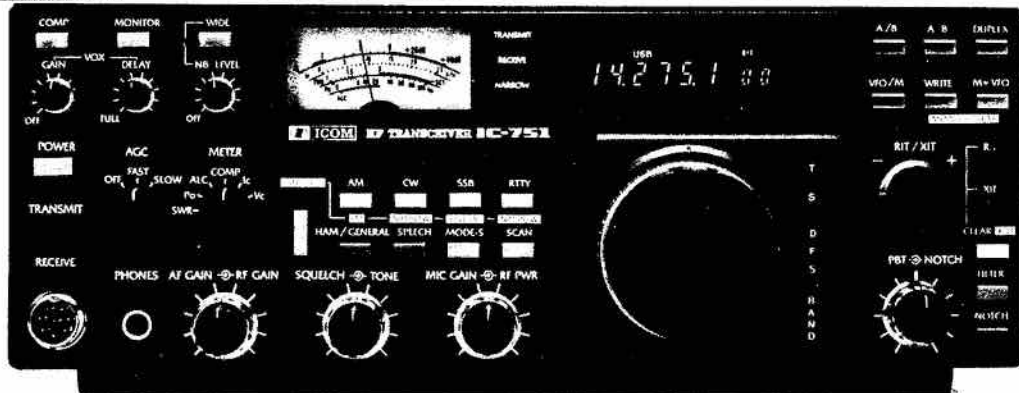 COMP MONITOR WIDE
VOX
GAIN DELAY NB LEVEL
OFF FULL OFF
POWER
AGC METER
OFF FAST SLOW ALC COMP Ic
Po Vc
SWR
TRANSMIT
RECEIVE
PHONES AF GAIN RF GAIN SQUELCH TONE MIC GAIN RF PWR
TRANSMIT
RECEIVE
NARROW
ICOM HF TRANSCEIVER IC-751
AM CW SSB RTTY
HAM/GENERAL SPEECH MODE-S SCAN
USB
14.275.1 00
T
S
D
F
S
BAND
A/B DUPLEX
VFO/M WRITE M▸VFO
RIT/XIT
- +
XIT
CLEAR
PBT NOTCH
FILTER
NOTCH